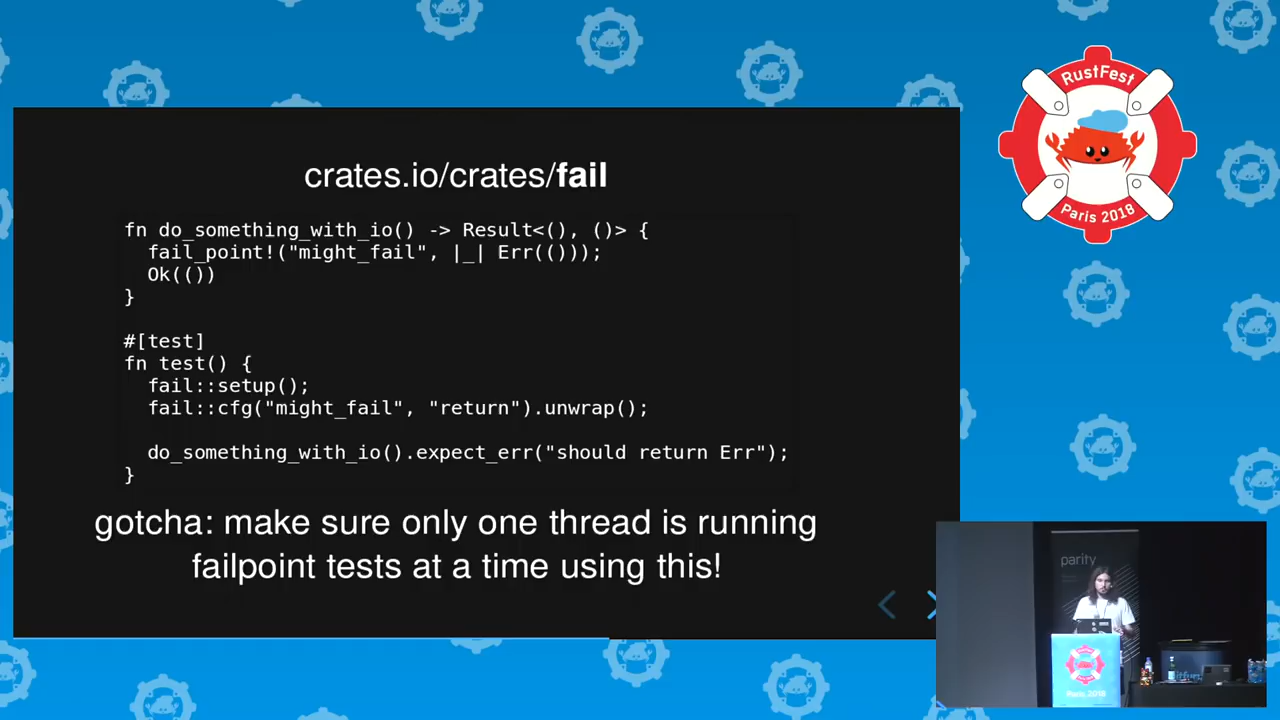 crates.io/crates/fail
fn do_something_with_io() -> Result<(), ()> {
  fail_point!("might_fail", |_| Err(()));
  Ok(())
}
#[test]
fn test() {
  fail::setup();
  fail::cfg("might_fail", "return").unwrap();
  do_something_with_io().expect_err("should return Err");
}
gotcha: make sure only one thread is running
failpoint tests at a time using this!
RustFest
Paris 2018
parity
Paris 2018